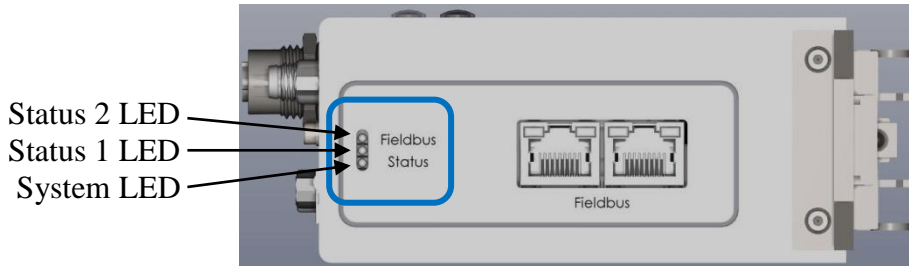 Status 2 LED
Status 1 LED
System LED
Fieldbus
Status
Fieldbus